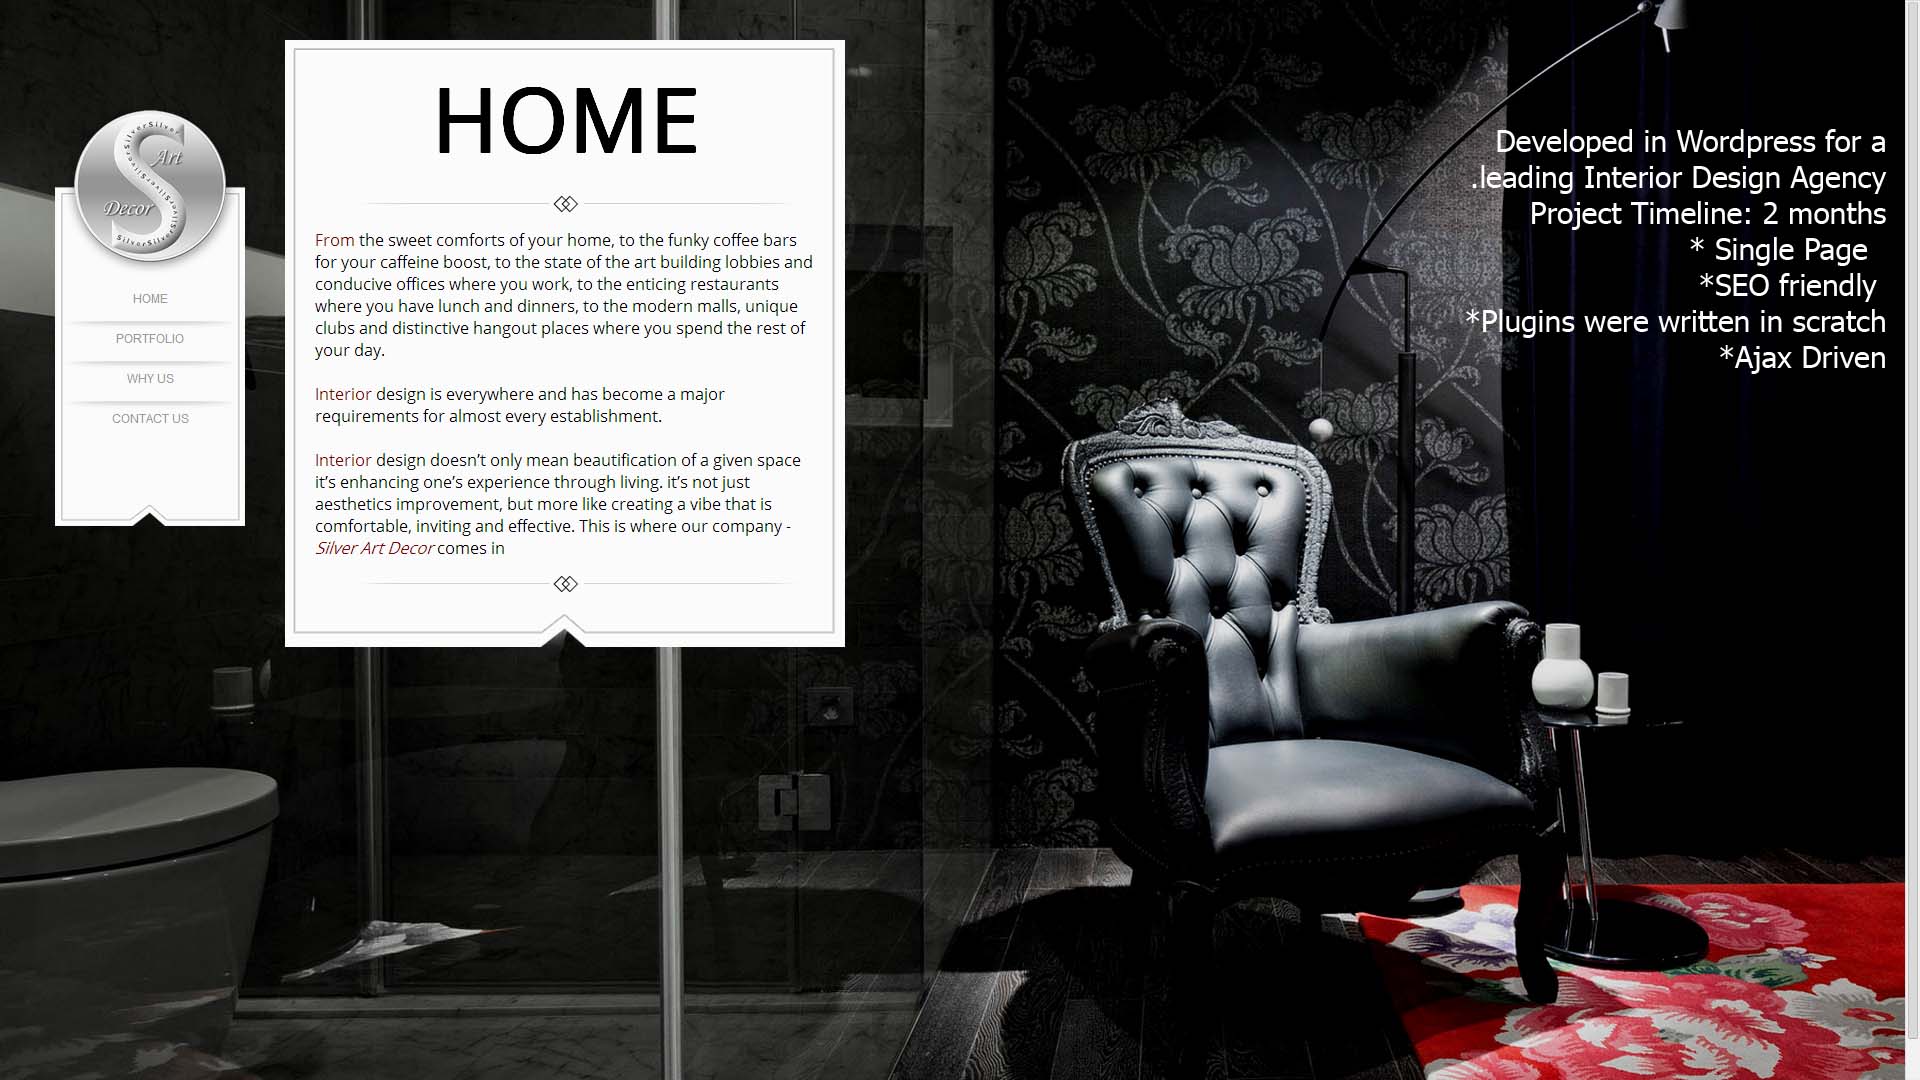 SilverSilverSilverSilverSilverSilver
Art
Decor
HOME
PORTFOLIO
WHY US
CONTACT US
HOME
From the sweet comforts of your home, to the funky coffee bars
for your caffeine boost, to the state of the art building lobbies and
conducive offices where you work, to the enticing restaurants
where you have lunch and dinners, to the modern malls, unique
clubs and distinctive hangout places where you spend the rest of
your day.
Interior design is everywhere and has become a major
requirements for almost every establishment.
Interior design doesn’t only mean beautification of a given space
it’s enhancing one’s experience through living. it’s not just
aesthetics improvement, but more like creating a vibe that is
comfortable, inviting and effective. This is where our company -
Silver Art Decor comes in
Developed in Wordpress for a
.leading Interior Design Agency
Project Timeline: 2 months
* Single Page
*SEO friendly
*Plugins were written in scratch
*Ajax Driven